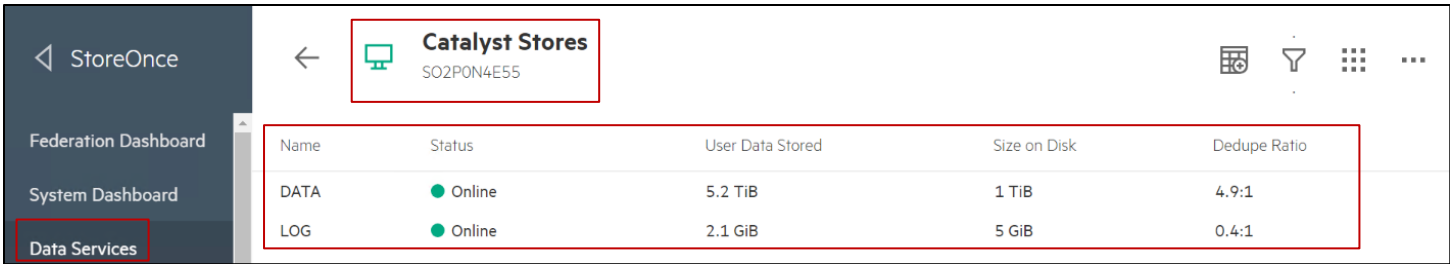 StoreOnce
Catalyst Stores
SO2P0N4E55
Federation Dashboard
System Dashboard
Data Services
Name Status User Data Stored Size on Disk Dedupe Ratio
DATA Online 5.2 TiB 1 TiB 4.9:1
LOG Online 2.1 GiB 5 GiB 0.4:1